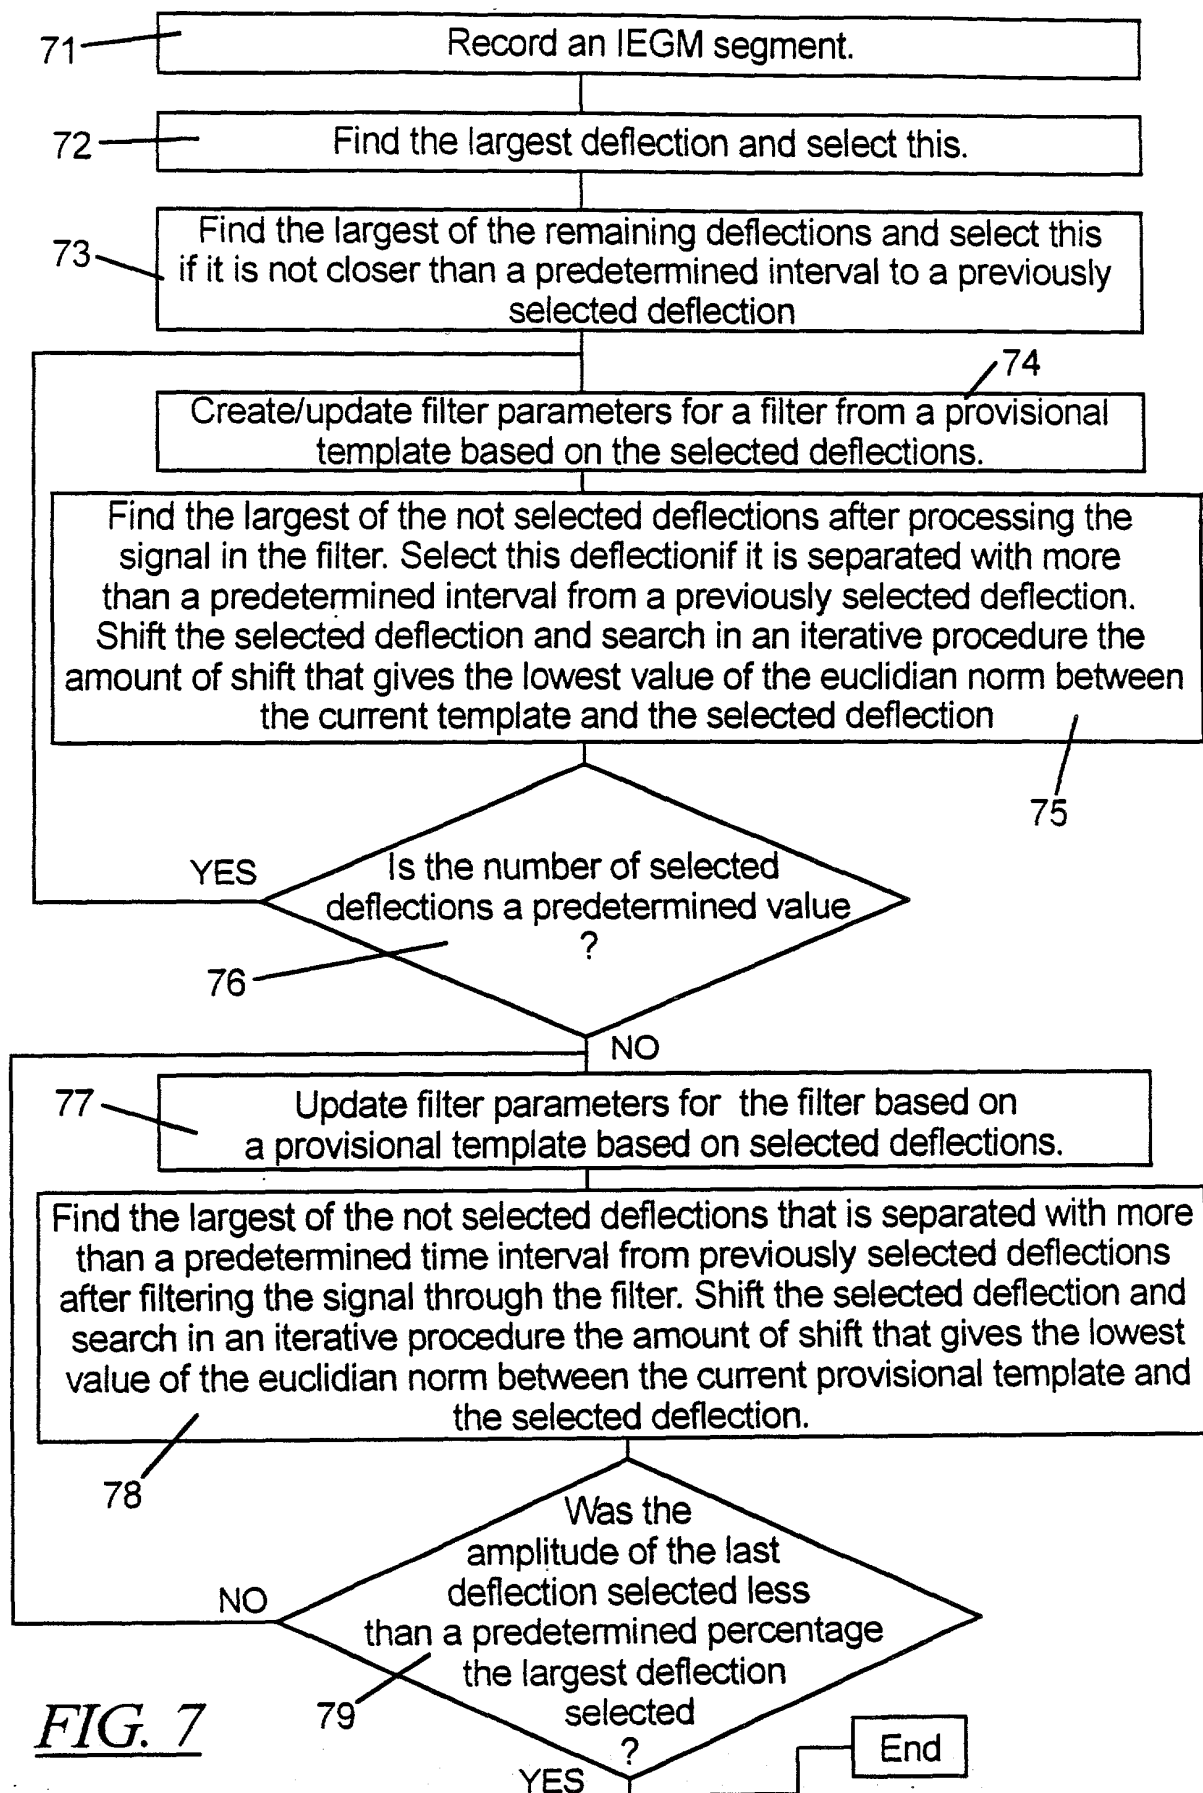 71
Record an IEGM segment.
72
Find the largest deflection and select this.
73
Find the largest of the remaining deflections and select this
if it is not closer than a predetermined interval to a previously
selected deflection
74
Create/update filter parameters for a filter from a provisional
template based on the selected deflections.
Find the largest of the not selected deflections after processing the
signal in the filter. Select this deflectionif it is separated with more
than a predetermined interval from a previously selected deflection.
Shift the selected deflection and search in an iterative procedure the
amount of shift that gives the lowest value of the euclidian norm between
the current template and the selected deflection
75
YES
Is the number of selected
deflections a predetermined value
?
76
NO
77
Update filter parameters for the filter based on
a provisional template based on selected deflections.
Find the largest of the not selected deflections that is separated with more
than a predetermined time interval from previously selected deflections
after filtering the signal through the filter. Shift the selected deflection and
search in an iterative procedure the amount of shift that gives the lowest
value of the euclidian norm between the current provisional template and
the selected deflection.
78
Was the
amplitude of the last
deflection selected less
than a predetermined percentage
the largest deflection
selected
?
NO
79
FIG. 7
YES
End